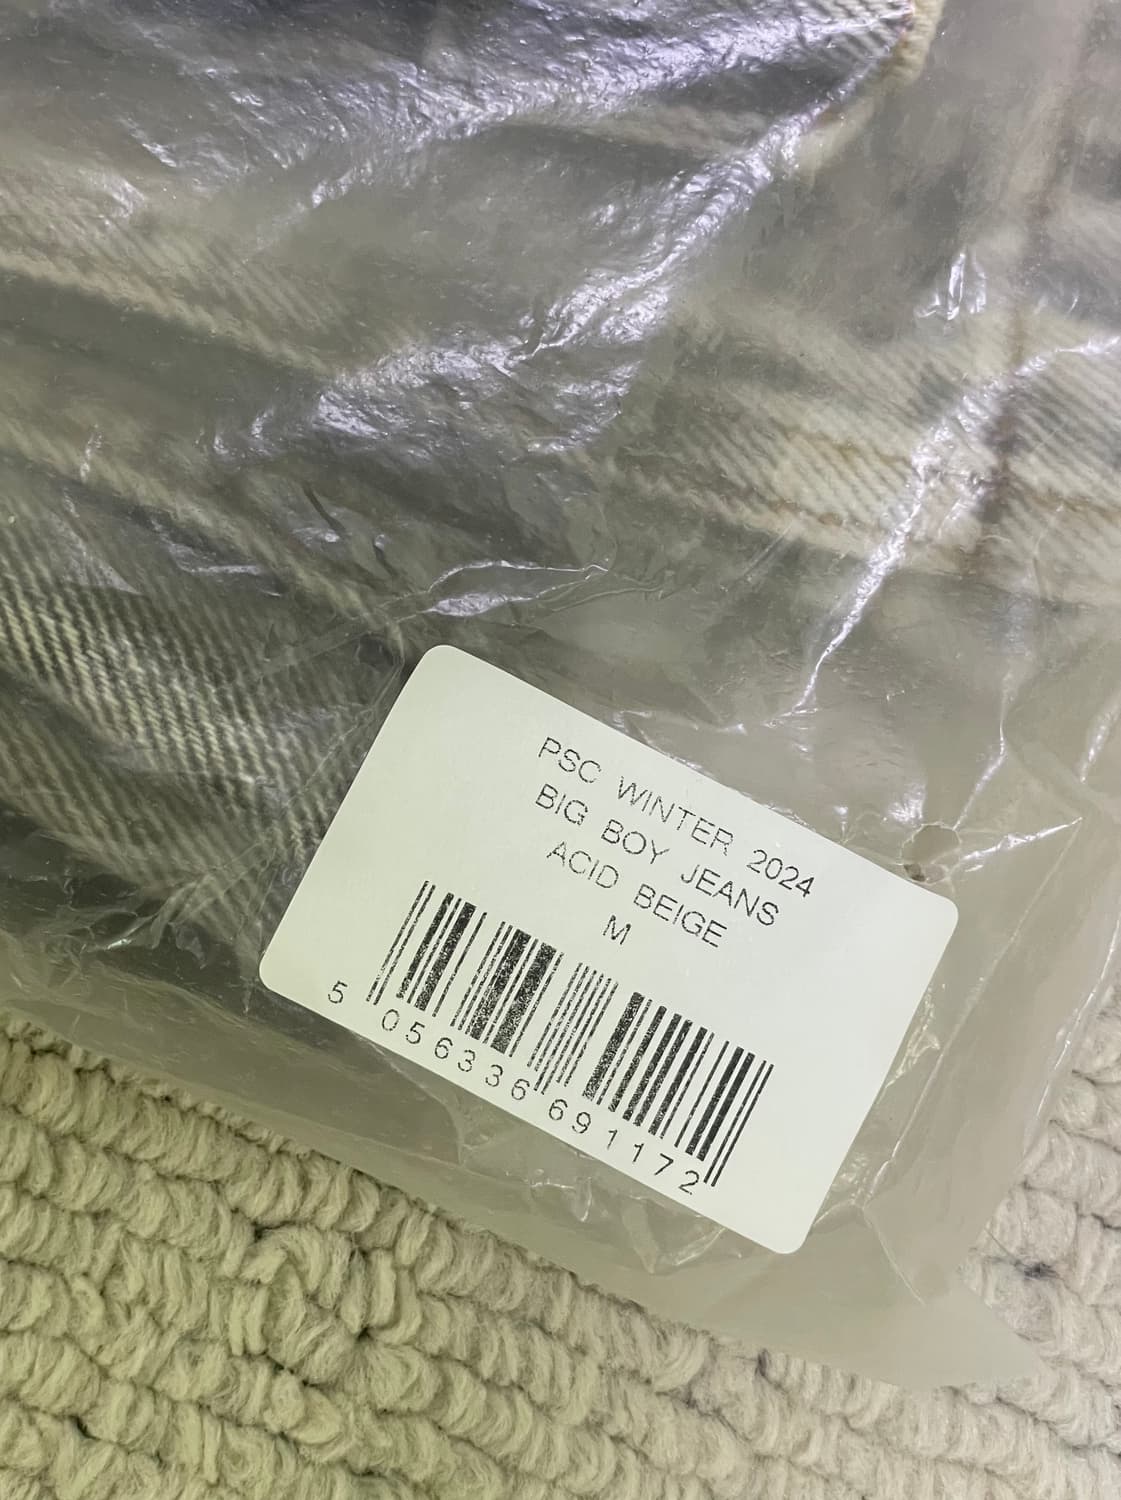 PSC WINTER 2024
BIG BOY JEANS
ACID BEIGE
M
5 056336 691172